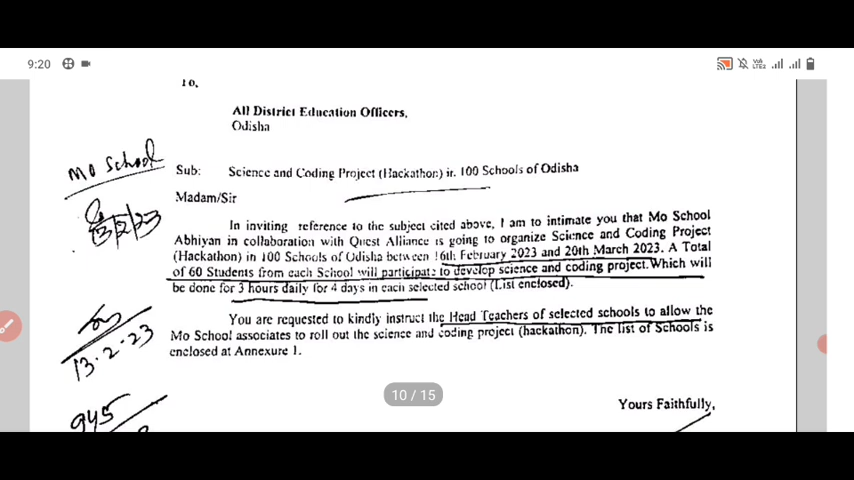 9:20
To,
All District Education Officers,
Odisha
Mo School
Sub: Science and Coding Project (Hackathon) in 100 Schools of Odisha
Madam/Sir
13/2/23
In inviting reference to the subject cited above, I am to intimate you that Mo School
Abhiyan in collaboration with Quest Alliance is going to organize Science and Coding Project
(Hackathon) in 100 Schools of Odisha between 16th February 2023 and 20th March 2023. A Total
of 60 Students from each School will participate to develop science and coding project. Which will
be done for 3 hours daily for 4 days in each selected school (List enclosed).
13.2.23
You are requested to kindly instruct the Head Teachers of selected schools to allow the
Mo School associates to roll out the science and coding project (hackathon). The list of Schools is
enclosed at Annexure 1.
10 / 15
945
Yours Faithfully,